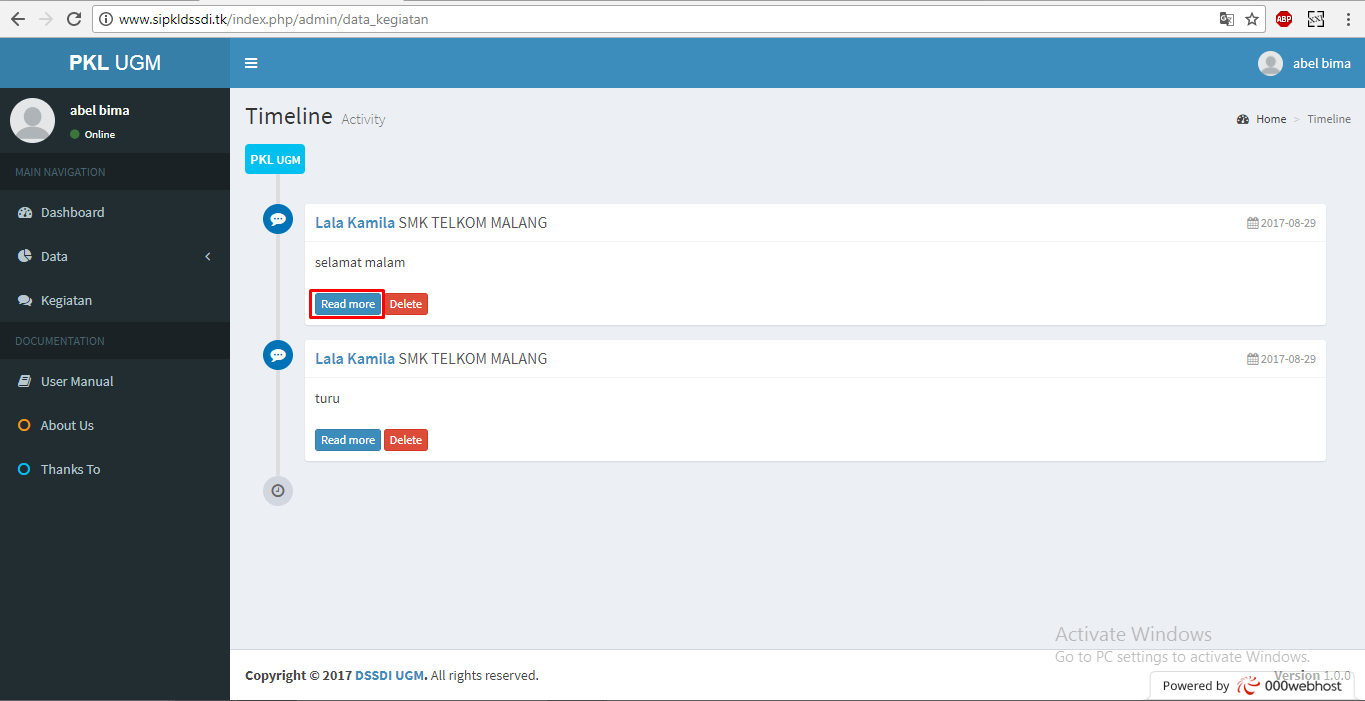 www.sipkldssdi.tk/index.php/admin/data_kegiatan
ABP
PKL UGM
abel bima
abel bima
Online
MAIN NAVIGATION
Dashboard
Data
Kegiatan
DOCUMENTATION
User Manual
About Us
Thanks To
Timeline Activity
Home > Timeline
PKL UGM
Lala Kamila SMK TELKOM MALANG 2017-08-29
selamat malam
Read more Delete
Lala Kamila SMK TELKOM MALANG 2017-08-29
turu
Read more Delete
Activate Windows
Go to PC settings to activate Windows.
Copyright © 2017 DSSDI UGM. All rights reserved.
Version 1.0.0
Powered by 000webhost